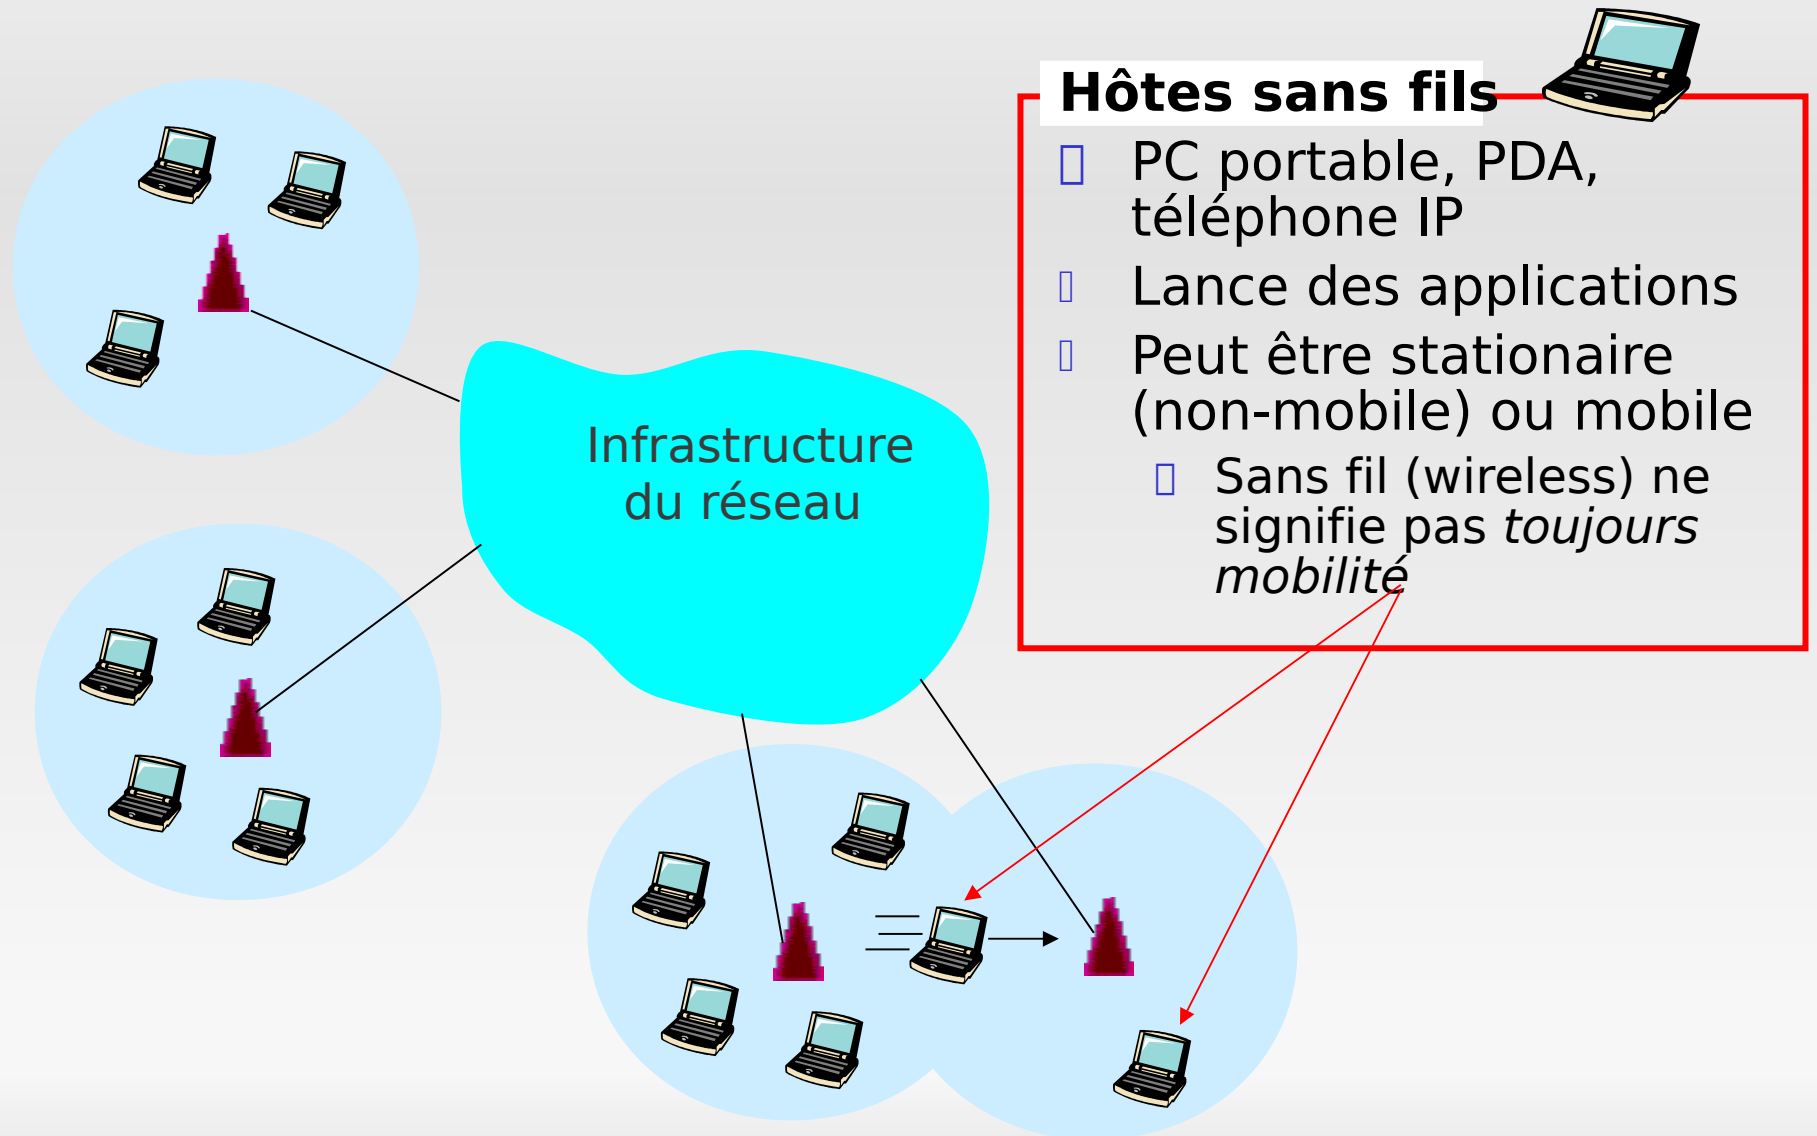 Hôtes sans fils
PC portable, PDA,
téléphone IP
Lance des applications
Peut être stationaire
(non-mobile) ou mobile
Sans fil (wireless) ne
signifie pas toujours
mobilité
Infrastructure
du réseau